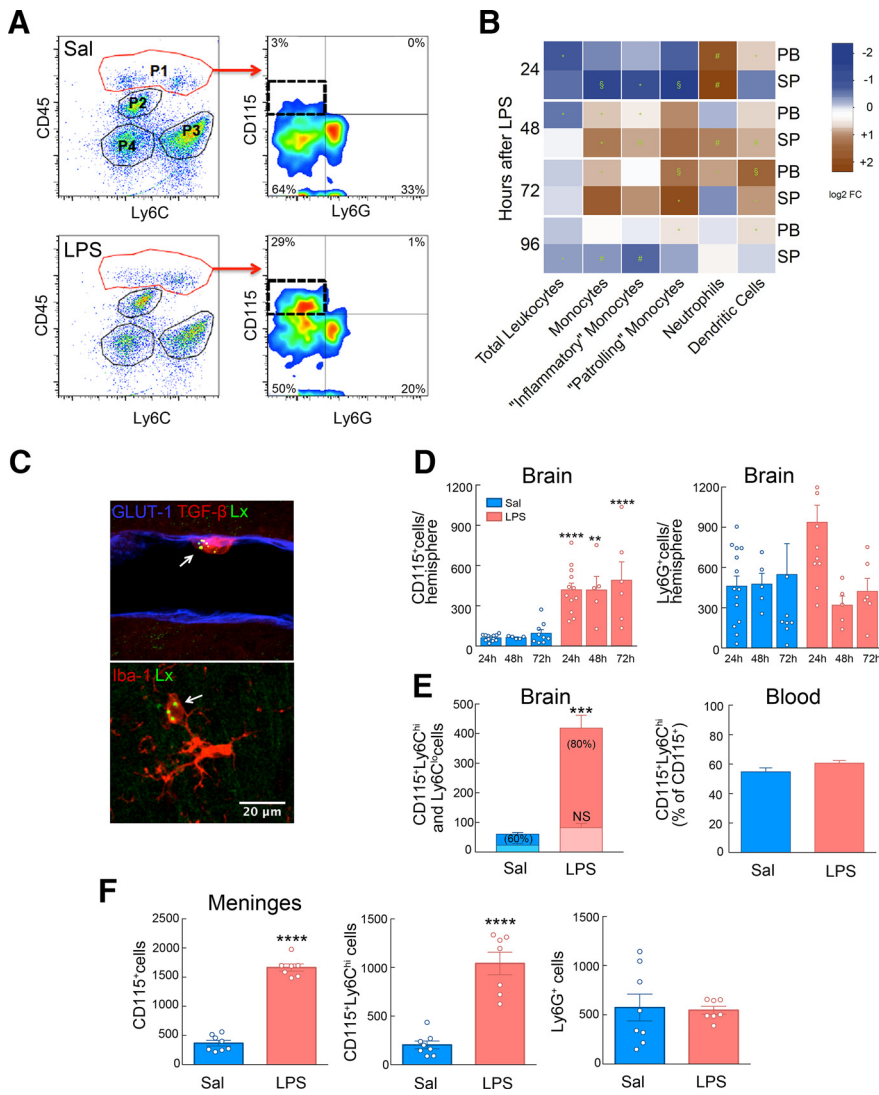 A
Sal
P1
P2
P3
P4
CD45
Ly6C
3%
0%
CD115
64%
33%
Ly6G
LPS
CD45
Ly6C
29%
1%
CD115
50%
20%
Ly6G
B
Hours after LPS
24
PB
#
SP
§
§
#
48
PB
SP
#
72
PB
§
§
SP
96
PB
SP
#
#
Total Leukocytes
Monocytes
"Inflammatory" Monocytes
"Patrolling" Monocytes
Neutrophils
Dendritic Cells
-2
-1
0
+1
+2
log2 FC
C
GLUT-1 TGF-β Lx
Iba-1 Lx
20 µm
D
Brain
CD115⁺cells/
hemisphere
1200
900
600
300
0
Sal
LPS
****
**
****
24h 48h 72h 24h 48h 72h
Brain
Ly6G⁺cells/
hemisphere
1200
900
600
300
0
24h 48h 72h 24h 48h 72h
E
Brain
CD115⁺Ly6Cʰⁱ
and Ly6Cˡᵒcells
500
400
300
200
100
0
(60%)
***
(80%)
NS
Sal LPS
Blood
CD115⁺Ly6Cʰⁱ
(% of CD115⁺)
100
80
60
40
20
0
Sal LPS
F
Meninges
CD115⁺cells
2500
2000
1500
1000
500
0
****
Sal LPS
CD115⁺Ly6Cʰⁱ cells
1500
1000
500
0
****
Sal LPS
Ly6G⁺ cells
1500
1000
500
0
Sal LPS